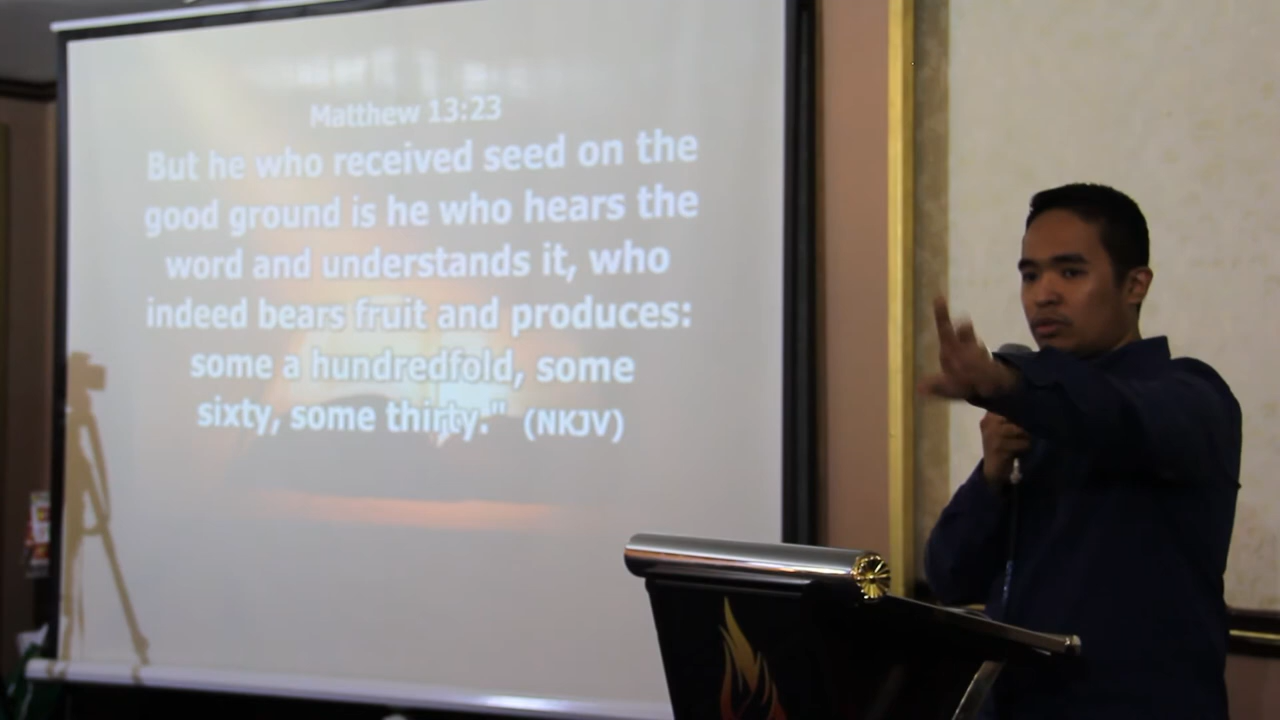 Matthew 13:23
But he who received seed on the
good ground is he who hears the
word and understands it, who
indeed bears fruit and produces:
some a hundredfold, some
sixty, some thirty." (NKJV)